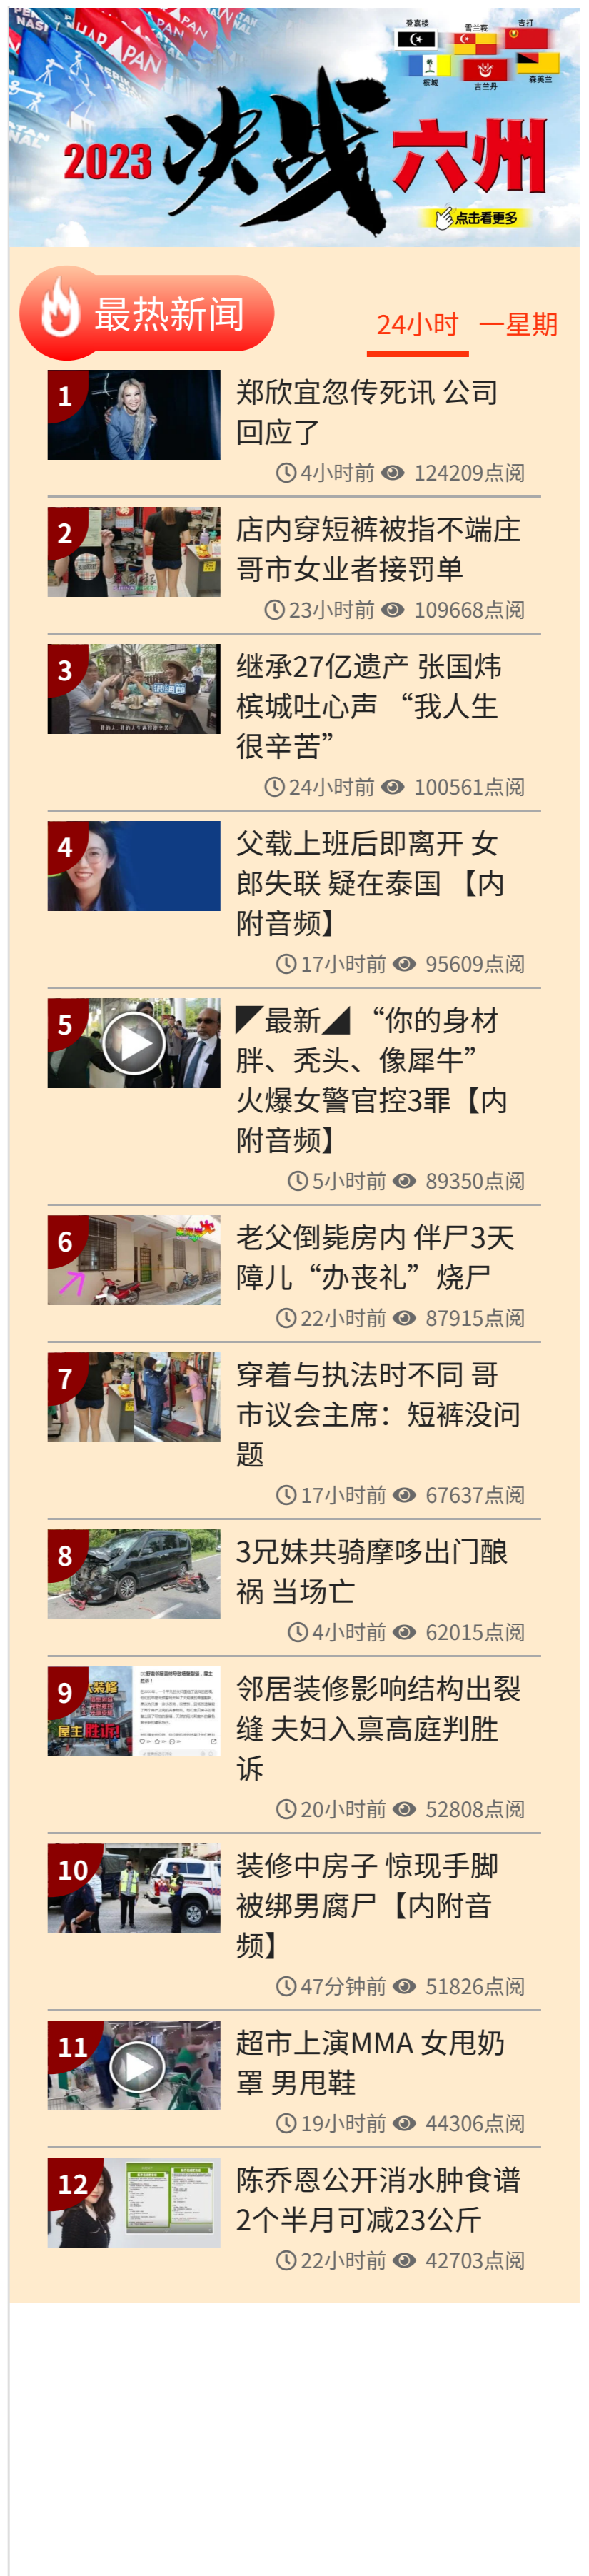 登嘉楼
雪兰莪
吉打
槟城
吉兰丹
森美兰
2023 决战 六州
点击看更多
最热新闻
24小时 一星期
1
郑欣宜忽传死讯 公司
回应了
4小时前 124209点阅
2
店内穿短裤被指不端庄
哥市女业者接罚单
23小时前 109668点阅
3
继承27亿遗产 张国炜
槟城吐心声 “我人生
很辛苦”
24小时前 100561点阅
4
父载上班后即离开 女
郎失联 疑在泰国 【内
附音频】
17小时前 95609点阅
5
◤最新◢ “你的身材
胖、秃头、像犀牛”
火爆女警官控3罪【内
附音频】
5小时前 89350点阅
6
老父倒毙房内 伴尸3天
障儿“办丧礼”烧尸
22小时前 87915点阅
7
穿着与执法时不同 哥
市议会主席：短裤没问
题
17小时前 67637点阅
8
3兄妹共骑摩哆出门酿
祸 当场亡
4小时前 62015点阅
9
屋主 胜诉!
邻居装修影响结构出裂
缝 夫妇入禀高庭判胜
诉
20小时前 52808点阅
10
装修中房子 惊现手脚
被绑男腐尸【内附音
频】
47分钟前 51826点阅
11
超市上演MMA 女甩奶
罩 男甩鞋
19小时前 44306点阅
12
陈乔恩公开消水肿食谱
2个半月可减23公斤
22小时前 42703点阅